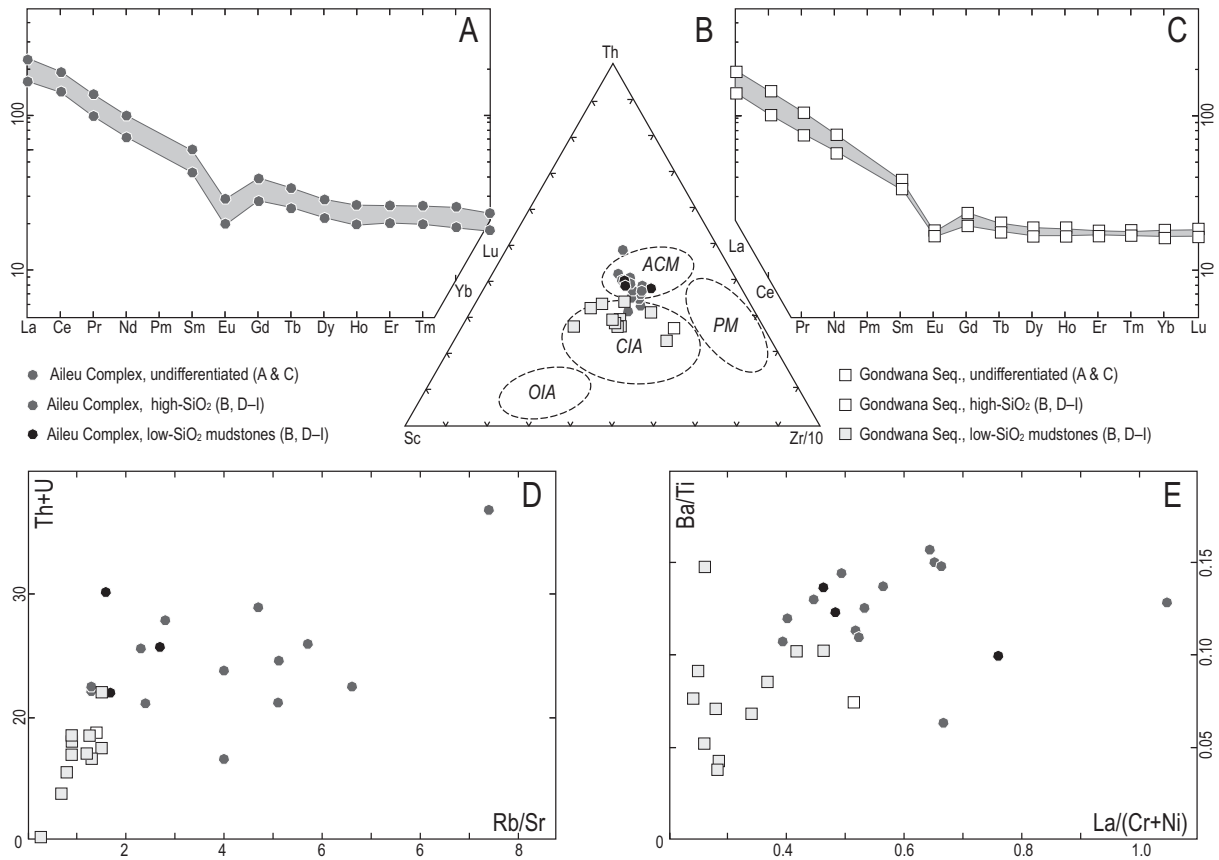 A
100
10
La Ce Pr Nd Pm Sm Eu Gd Tb Dy Ho Er Tm
Yb
Lu
B
Th
ACM
PM
CIA
OIA
Sc
Zr/10
C
100
10
La
Ce
Pr Nd Pm Sm Eu Gd Tb Dy Ho Er Tm Yb Lu
Aileu Complex, undifferentiated (A & C)
Aileu Complex, high-SiO₂ (B, D–I)
Aileu Complex, low-SiO₂ mudstones (B, D–I)
Gondwana Seq., undifferentiated (A & C)
Gondwana Seq., high-SiO₂ (B, D–I)
Gondwana Seq., low-SiO₂ mudstones (B, D–I)
D
Th+U
30
20
0
2 4 6 8
Rb/Sr
E
Ba/Ti
0.15
0.10
0.05
0
0.4 0.6 0.8 1.0
La/(Cr+Ni)